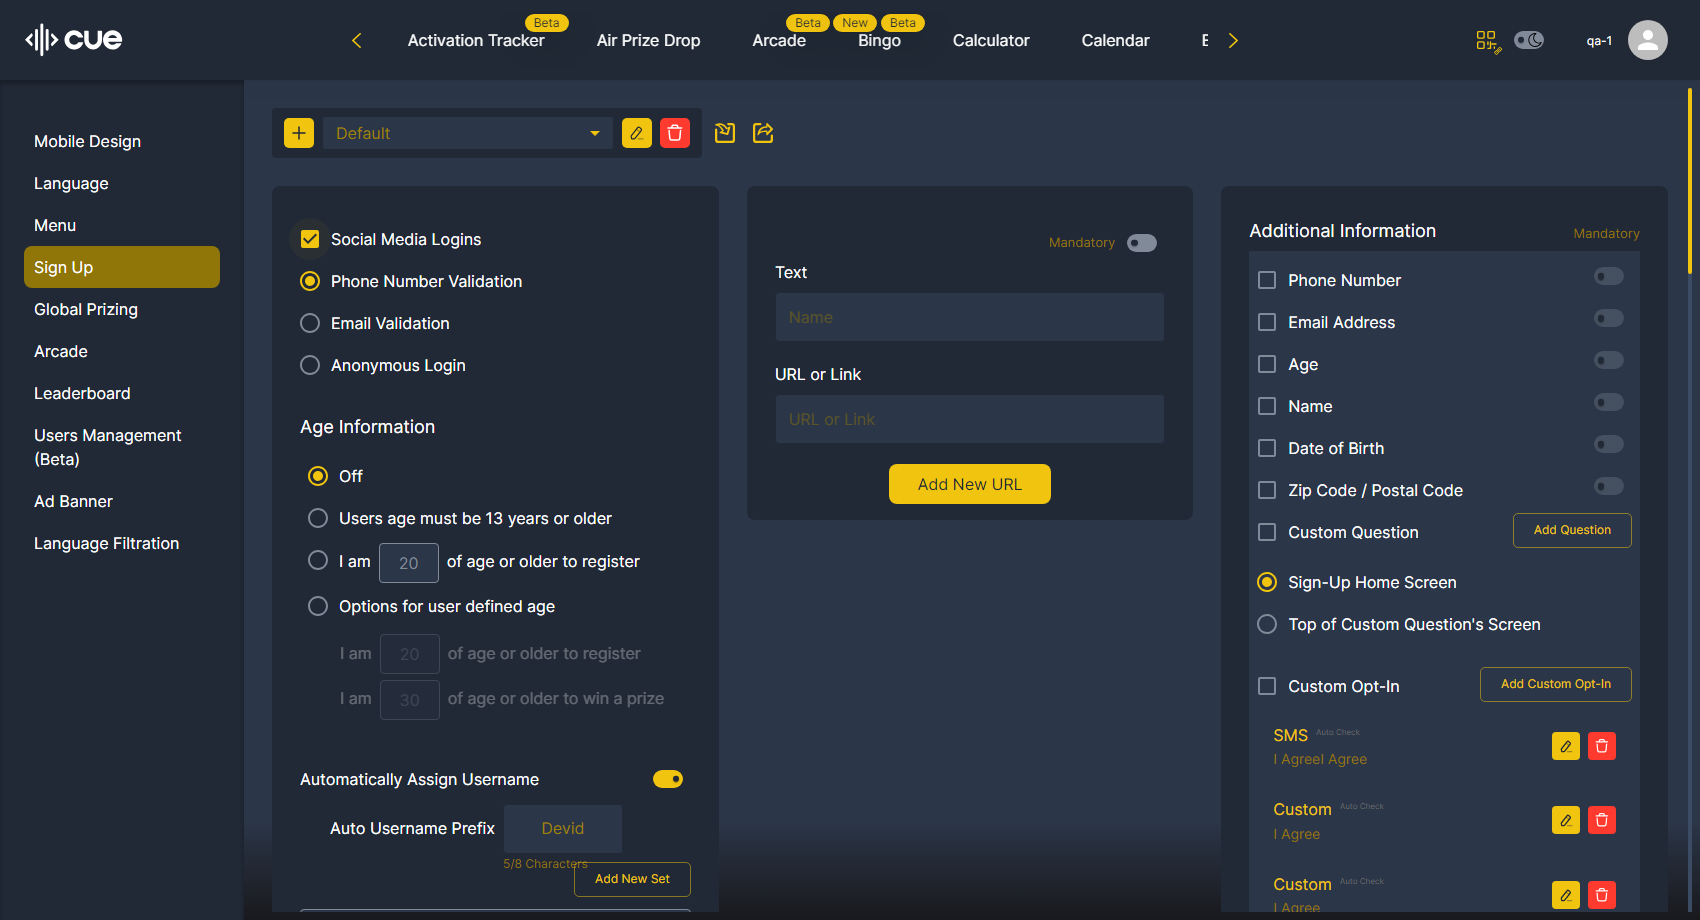 cue
Activation Tracker
Beta
Air Prize Drop
Arcade
Beta
Bingo
New
Beta
Calculator
Calendar
qa-1
Mobile Design
Language
Menu
Sign Up
Global Prizing
Arcade
Leaderboard
Users Management
(Beta)
Ad Banner
Language Filtration
Default
Social Media Logins
Phone Number Validation
Email Validation
Anonymous Login
Age Information
Off
Users age must be 13 years or older
I am 20 of age or older to register
Options for user defined age
I am 20 of age or older to register
I am 30 of age or older to win a prize
Automatically Assign Username
Auto Username Prefix Devid
5/8 Characters
Add New Set
Mandatory
Text
Name
URL or Link
URL or Link
Add New URL
Additional Information Mandatory
Phone Number
Email Address
Age
Name
Date of Birth
Zip Code / Postal Code
Custom Question Add Question
Sign-Up Home Screen
Top of Custom Question's Screen
Custom Opt-In Add Custom Opt-In
SMS Auto Check
I AgreeI Agree
Custom Auto Check
I Agree
Custom Auto Check
I Agree